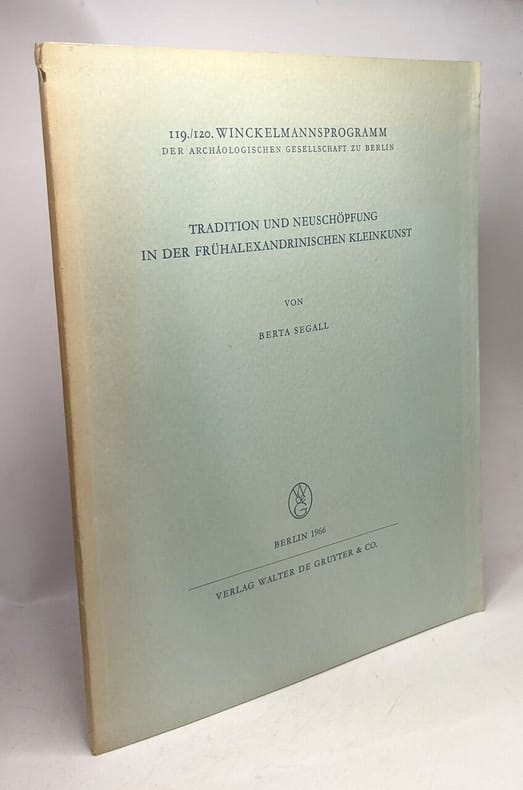 119./120. WINCKELMANNSPROGRAMM
DER ARCHÄOLOGISCHEN GESELLSCHAFT ZU BERLIN
TRADITION UND NEUSCHÖPFUNG
IN DER FRÜHALEXANDRINISCHEN KLEINKUNST
VON
BERTA SEGALL
W
de
G
BERLIN 1966
VERLAG WALTER DE GRUYTER & CO.